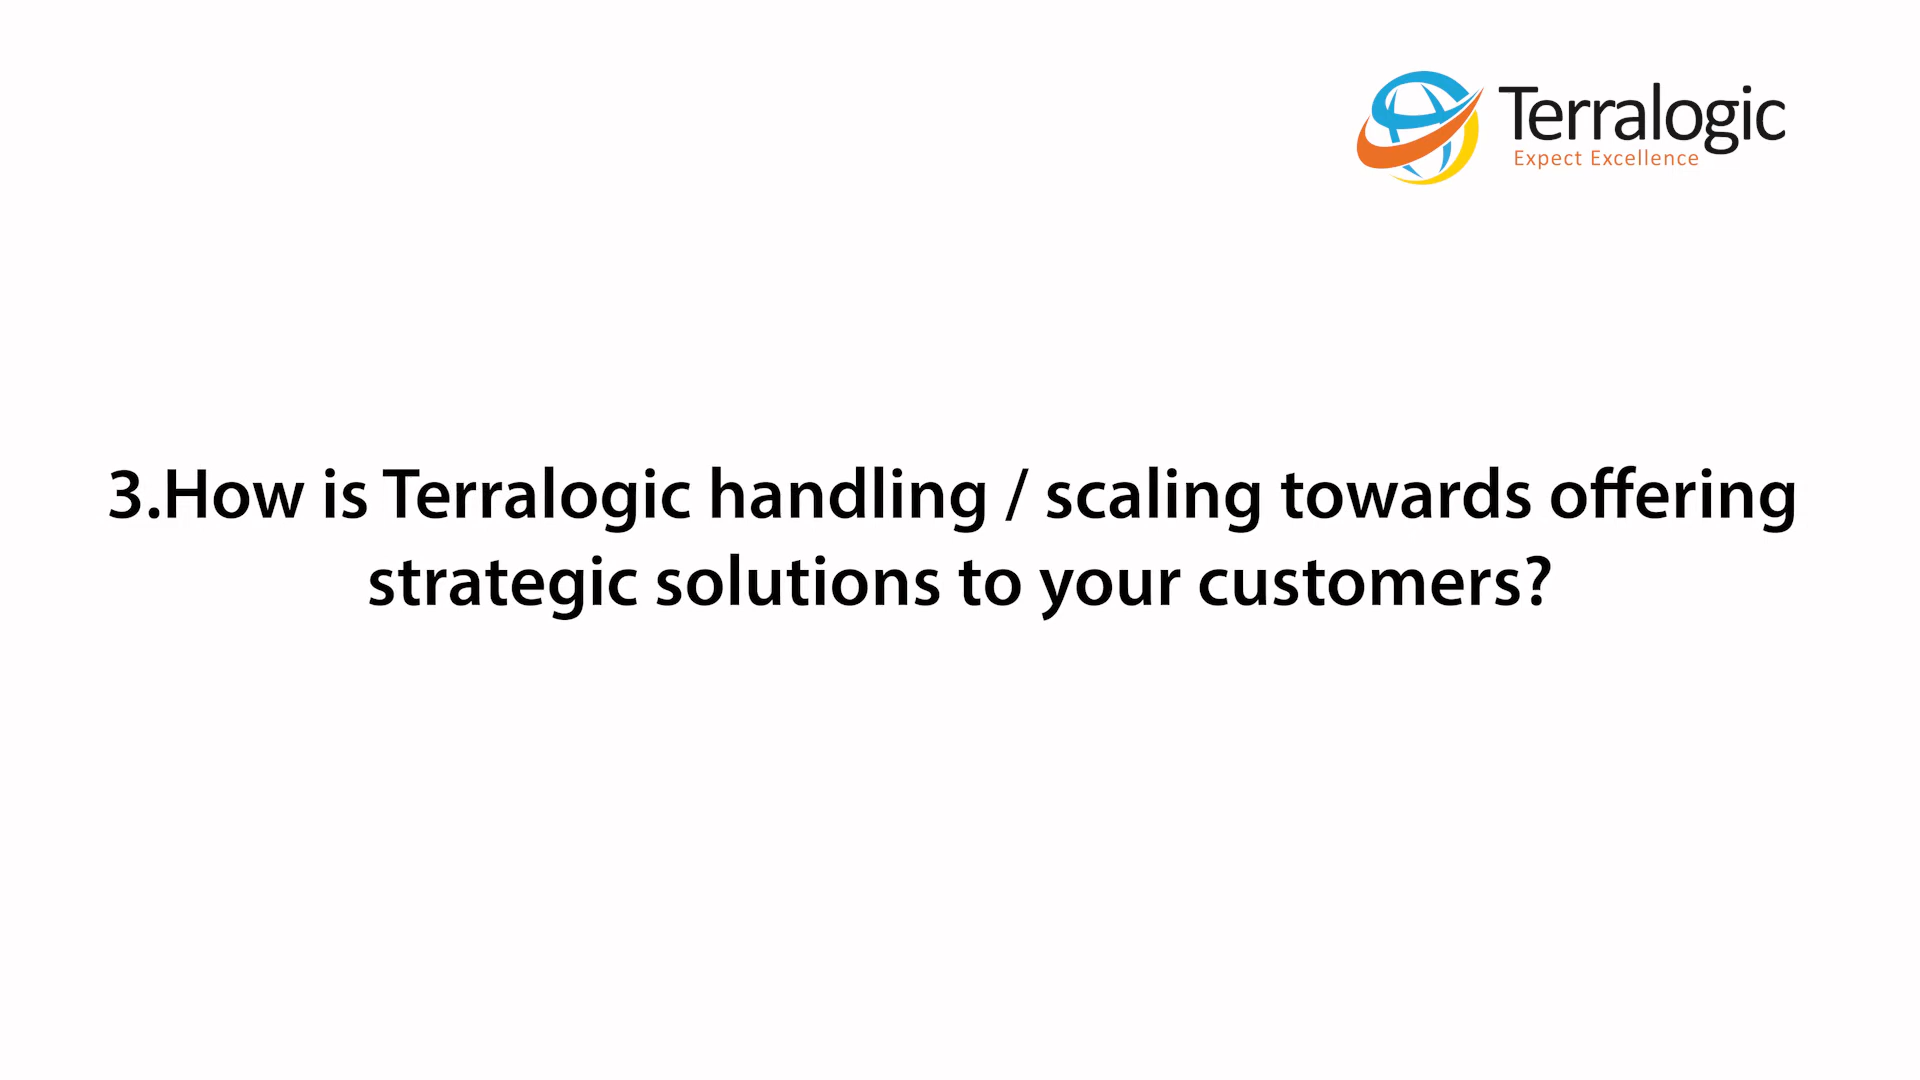 Terralogic
Expect Excellence
3.How is Terralogic handling / scaling towards offering
strategic solutions to your customers?